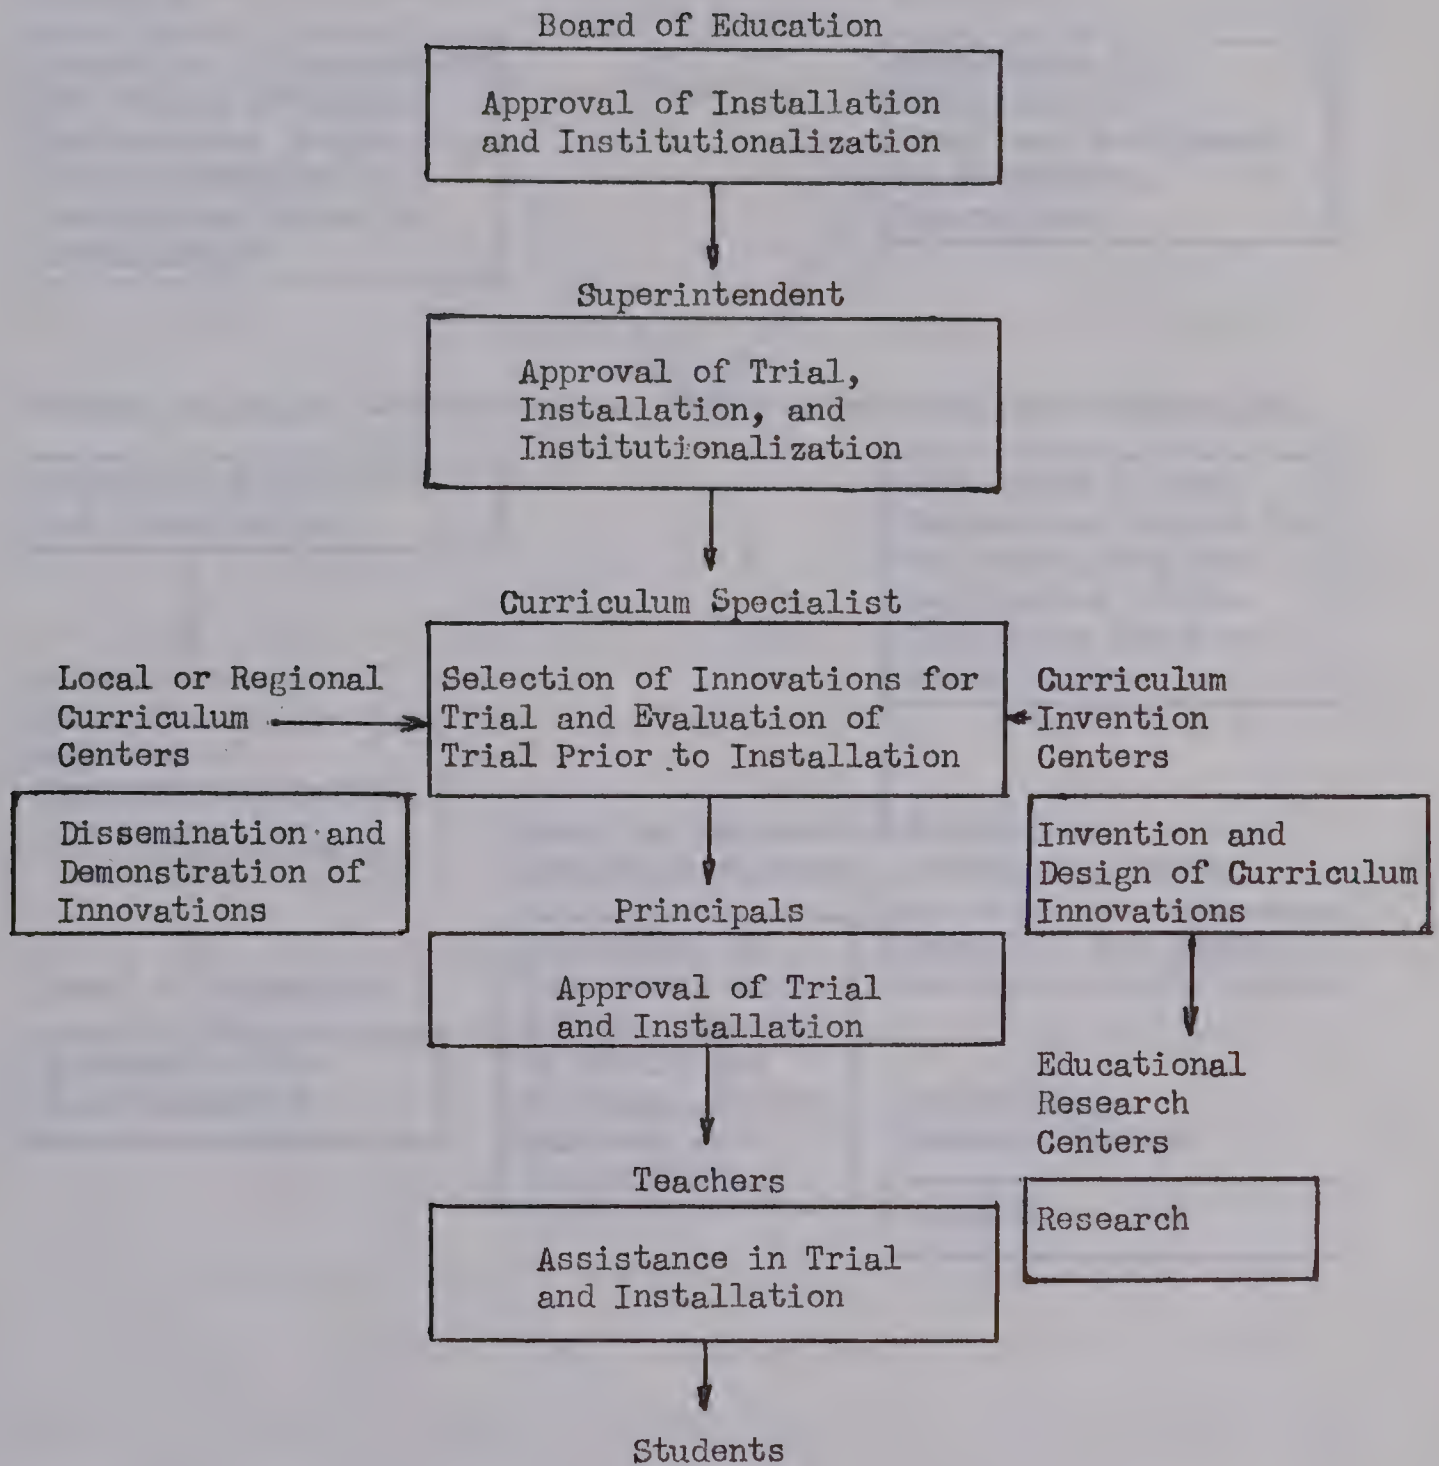 Board of Education
Approval of Installation
and Institutionalization
Superintendent
Approval of Trial,
Installation, and
Institutionalization
Curriculum Specialist
Selection of Innovations for
Trial and Evaluation of
Trial Prior to Installation
Local or Regional
Curriculum
Centers
Dissemination and
Demonstration of
Innovations
Curriculum
Invention
Centers
Invention and
Design of Curriculum
Innovations
Principals
Approval of Trial
and Installation
Educational
Research
Centers
Research
Teachers
Assistance in Trial
and Installation
Students